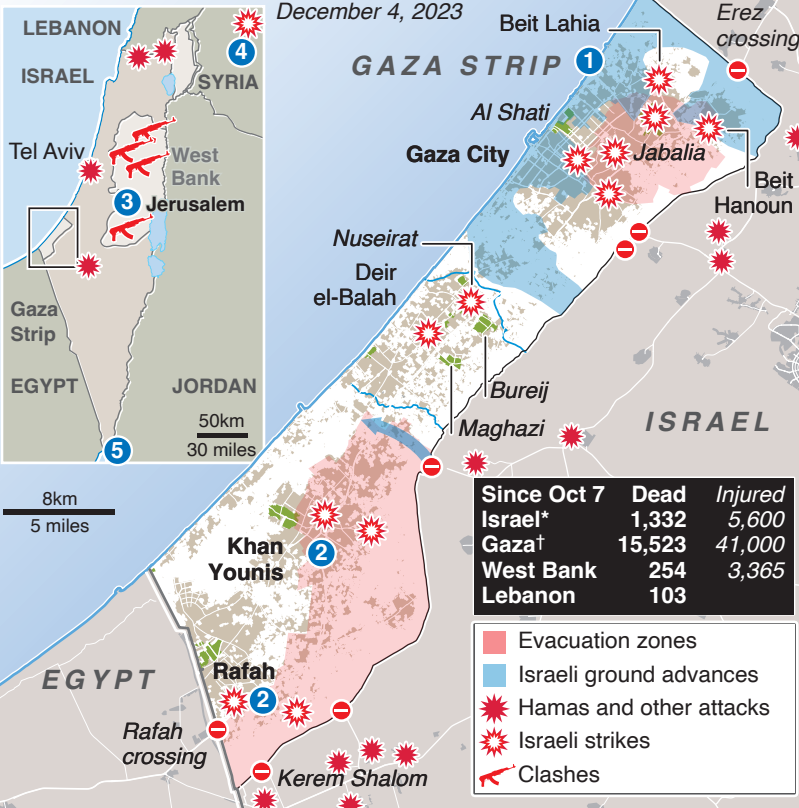 December 4, 2023
LEBANON
ISRAEL
SYRIA
4
Tel Aviv
West
Bank
3
Jerusalem
Gaza
Strip
EGYPT
JORDAN
50km
30 miles
5
8km
5 miles
GAZA STRIP
1
Beit Lahia
Erez
crossing
Al Shati
Gaza City
Jabalia
Beit
Hanoun
Nuseirat
Deir
el-Balah
Bureij
Maghazi
ISRAEL
Khan
Younis
2
Rafah
2
EGYPT
Rafah
crossing
Kerem Shalom
Since Oct 7 Dead Injured
Israel* 1,332 5,600
Gaza† 15,523 41,000
West Bank 254 3,365
Lebanon 103
Evacuation zones
Israeli ground advances
Hamas and other attacks
Israeli strikes
Clashes